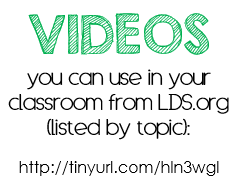 VIDEOS
you can use in your
classroom from LDS.org
(listed by topic):
http://tinyurl.com/hln3wgl